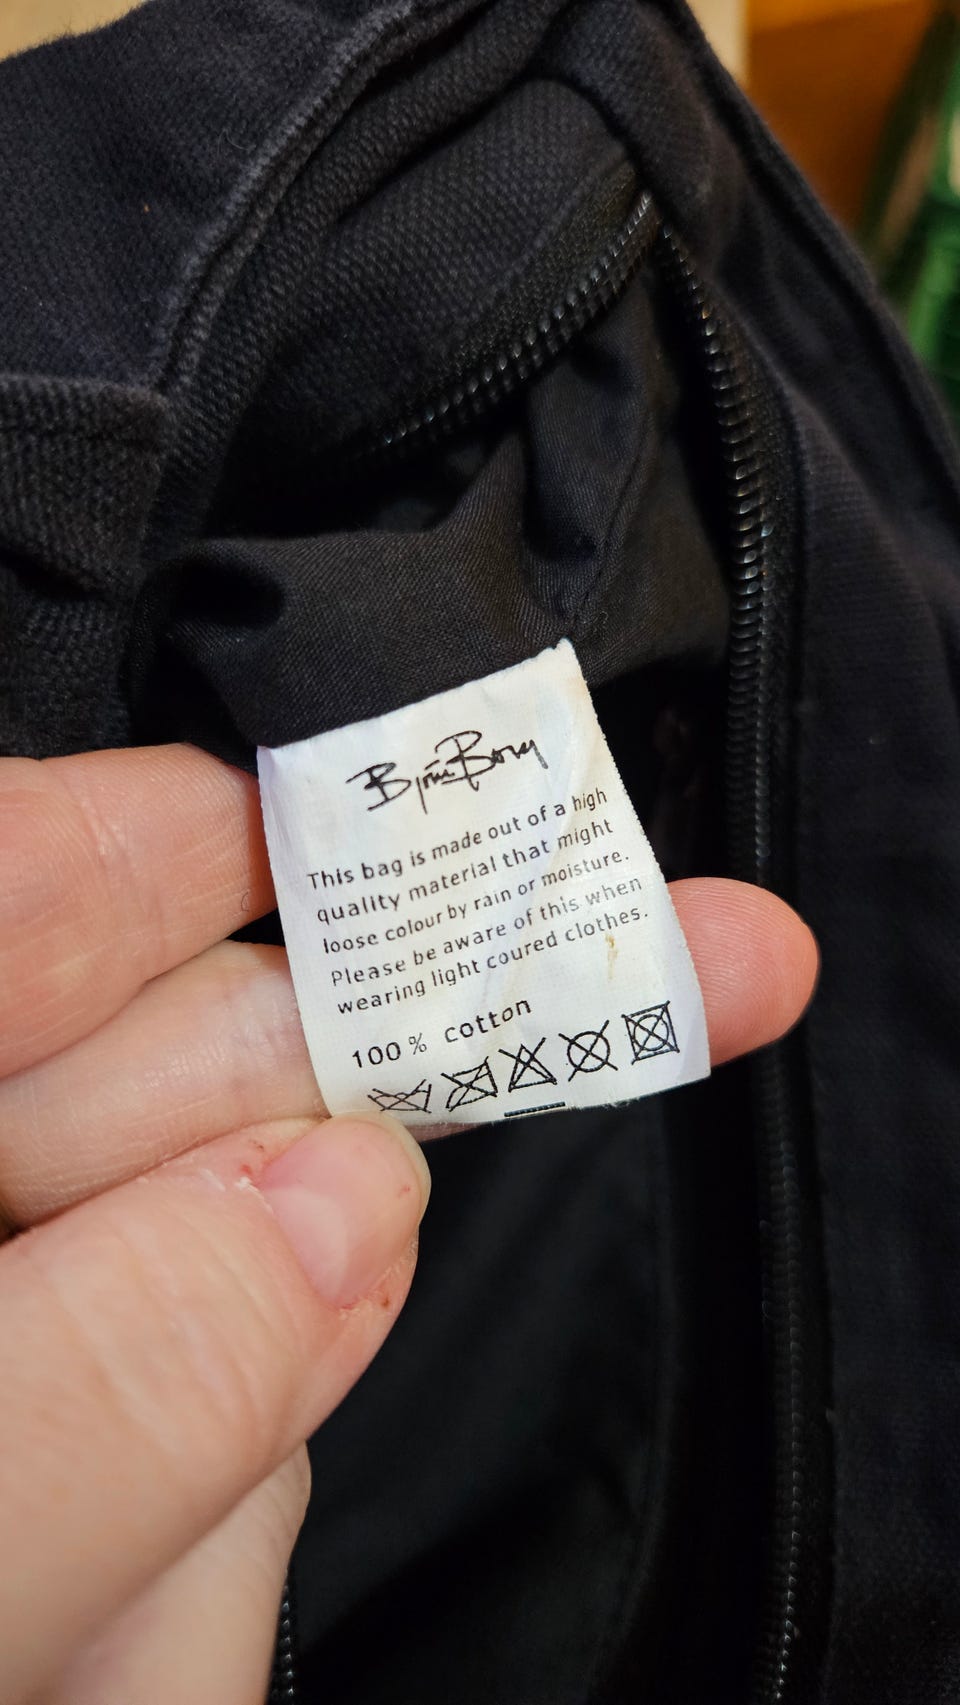 Björn Borg
This bag is made out of a high
quality material that might
loose colour by rain or moisture.
Please be aware of this when
wearing light coured clothes.
100 % cotton